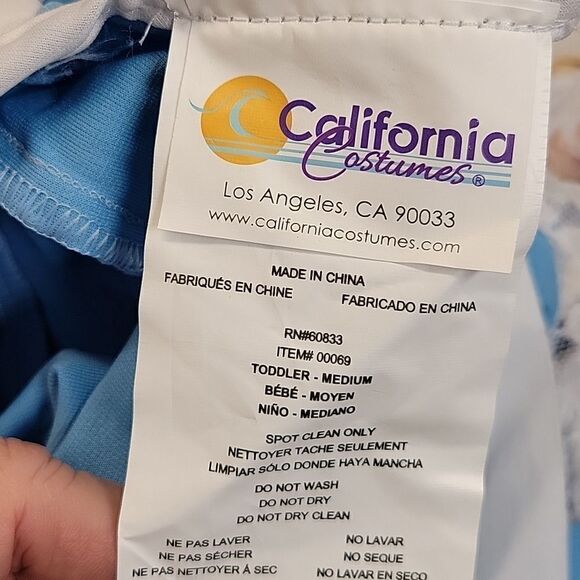 California
Costumes®
Los Angeles, CA 90033
www.californiacostumes.com
MADE IN CHINA
FABRIQUÉS EN CHINE FABRICADO EN CHINA
RN#60833
ITEM# 00069
TODDLER - MEDIUM
BÉBÉ - MOYEN
NIÑO - MEDIANO
SPOT CLEAN ONLY
NETTOYER TACHE SEULEMENT
LIMPIAR SÓLO DONDE HAYA MANCHA
DO NOT WASH
DO NOT DRY
DO NOT DRY CLEAN
NE PAS LAVER NO LAVAR
NE PAS SÉCHER NO SEQUE
NE PAS NETTOYER Á SEC NO LAVAR EN SECO